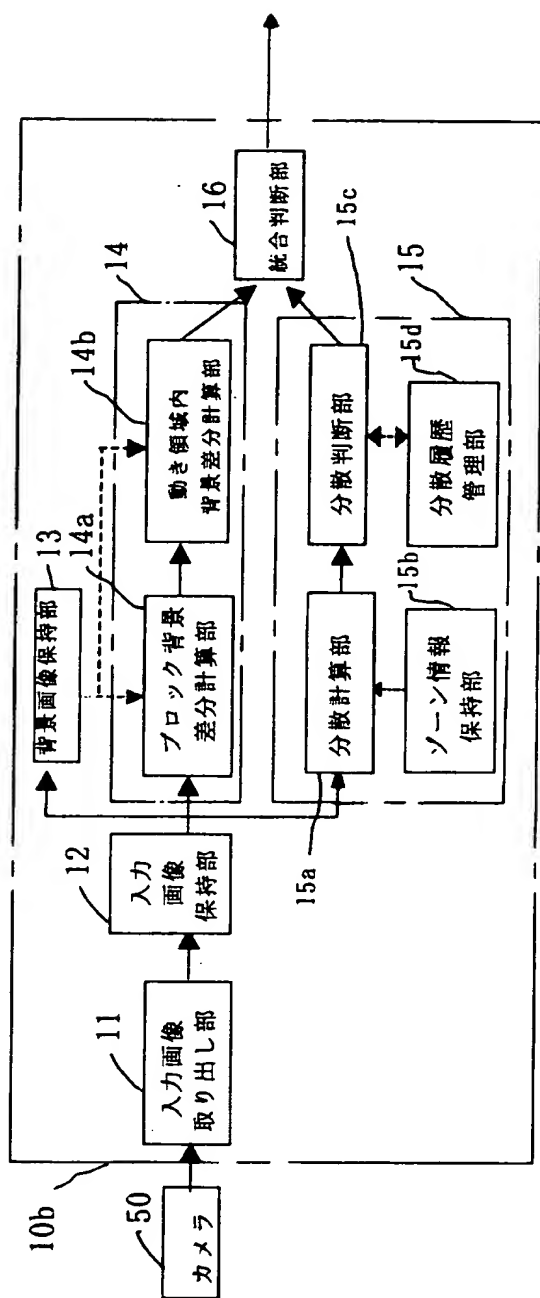 10b
50
カメラ
11
入力画像
取り出し部
12
入力
画像
保持部
13
背景画像保持部
14
14a
ブロック背景
差分計算部
14b
動き領域内
背景差分計算部
15
15a
分散計算部
15b
ゾーン情報
保持部
15c
分散判断部
15d
分散履歴
管理部
16
統合判断部